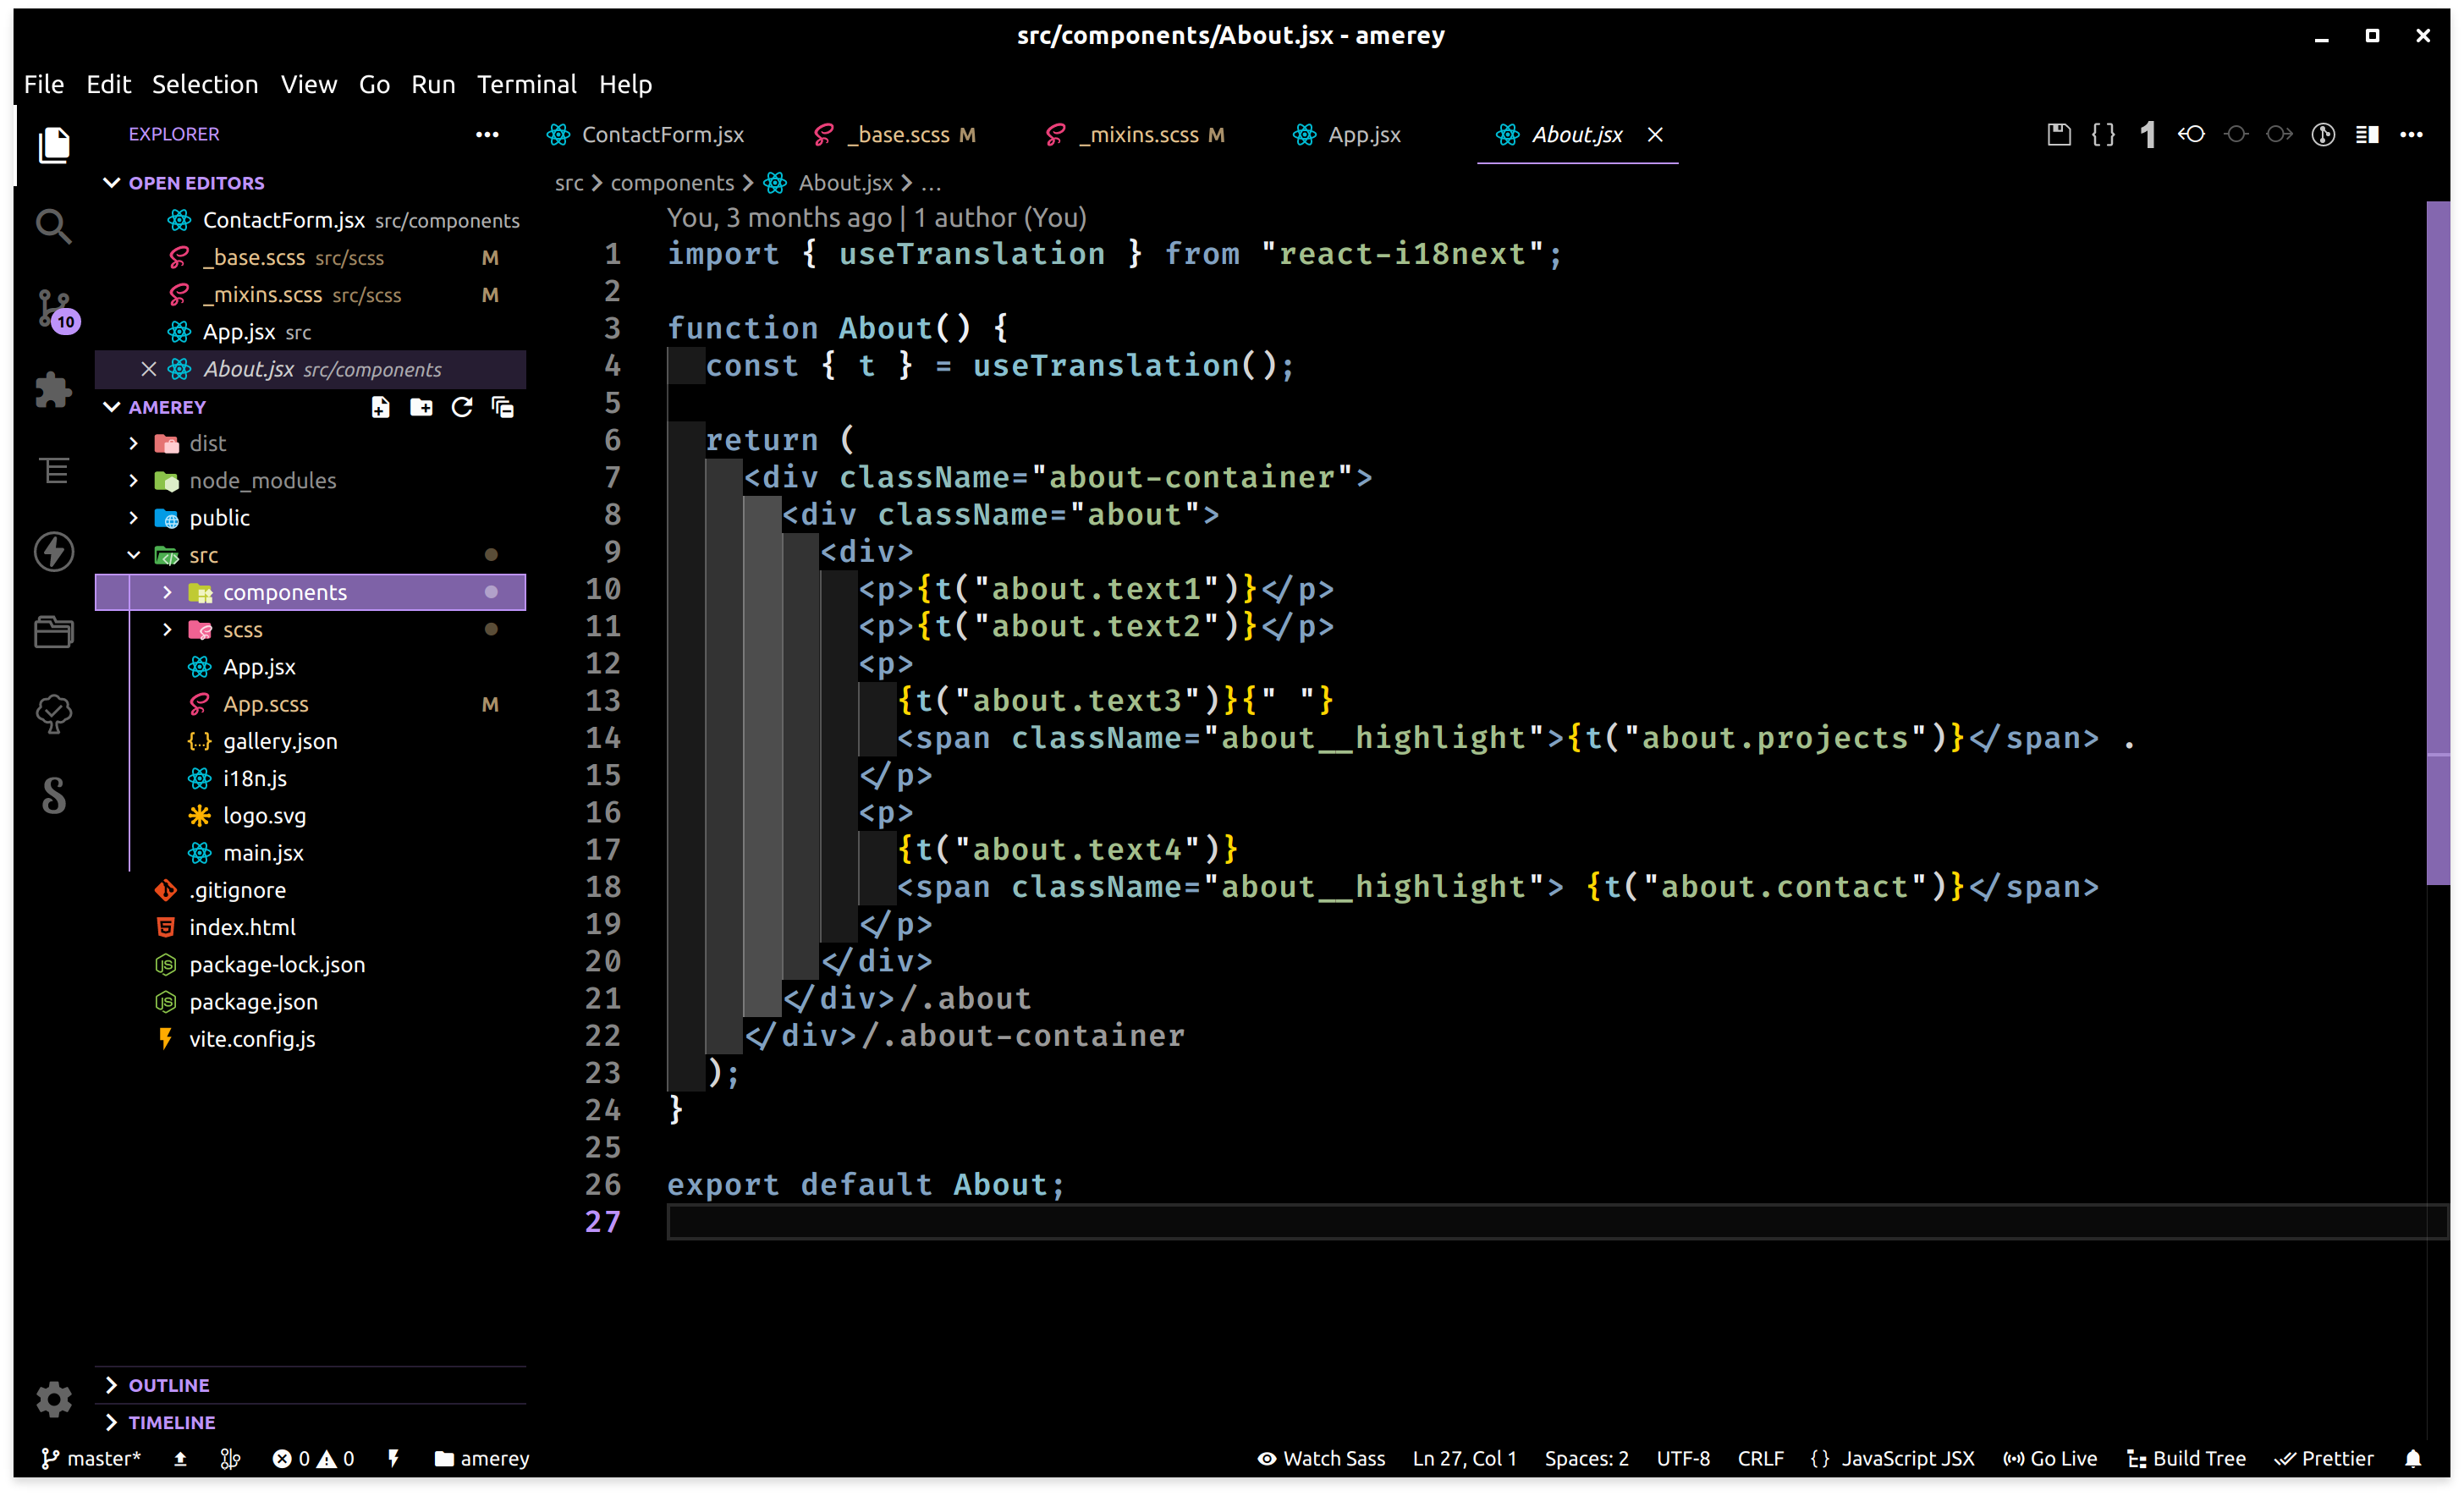 src/components/About.jsx - amerey
File Edit Selection View Go Run Terminal Help
EXPLORER
OPEN EDITORS
ContactForm.jsx src/components
_base.scss src/scss M
_mixins.scss src/scss M
App.jsx src
About.jsx src/components
AMEREY
dist
node_modules
public
src
components
scss
App.jsx
App.scss M
gallery.json
i18n.js
logo.svg
main.jsx
.gitignore
index.html
package-lock.json
package.json
vite.config.js
OUTLINE
TIMELINE
10
ContactForm.jsx _base.scss M _mixins.scss M App.jsx About.jsx
src > components > About.jsx > ...
You, 3 months ago | 1 author (You)
1 import { useTranslation } from "react-i18next";
2
3 function About() {
4 const { t } = useTranslation();
5
6 return (
7 <div className="about-container">
8 <div className="about">
9 <div>
10 <p>{t("about.text1")}</p>
11 <p>{t("about.text2")}</p>
12 <p>
13 {t("about.text3")}{" "}
14 <span className="about__highlight">{t("about.projects")}</span> .
15 </p>
16 <p>
17 {t("about.text4")}
18 <span className="about__highlight"> {t("about.contact")}</span>
19 </p>
20 </div>
21 </div>/.about
22 </div>/.about-container
23 );
24 }
25
26 export default About;
27
master* 0 0 amerey Watch Sass Ln 27, Col 1 Spaces: 2 UTF-8 CRLF {} JavaScript JSX Go Live Build Tree Prettier